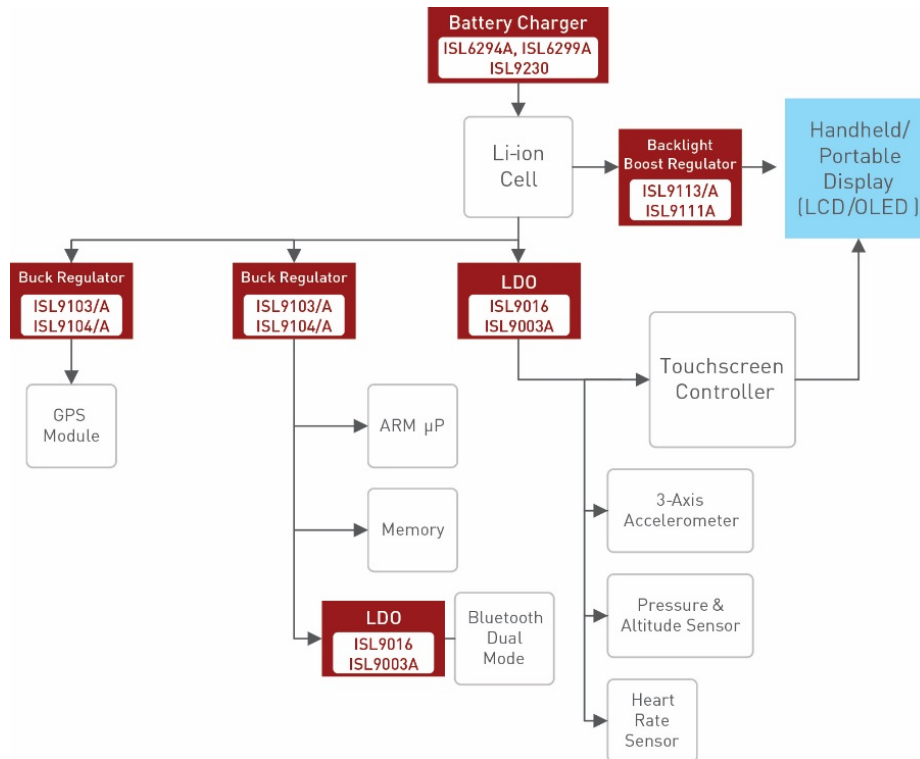 Battery Charger
ISL6294A, ISL6299A
ISL9230
Li-ion
Cell
Backlight
Boost Regulator
ISL9113/A
ISL9111A
Handheld/
Portable
Display
(LCD/OLED)
Buck Regulator
ISL9103/A
ISL9104/A
Buck Regulator
ISL9103/A
ISL9104/A
LDO
ISL9016
ISL9003A
GPS
Module
ARM µP
Memory
LDO
ISL9016
ISL9003A
Bluetooth
Dual
Mode
Touchscreen
Controller
3-Axis
Accelerometer
Pressure &
Altitude Sensor
Heart
Rate
Sensor